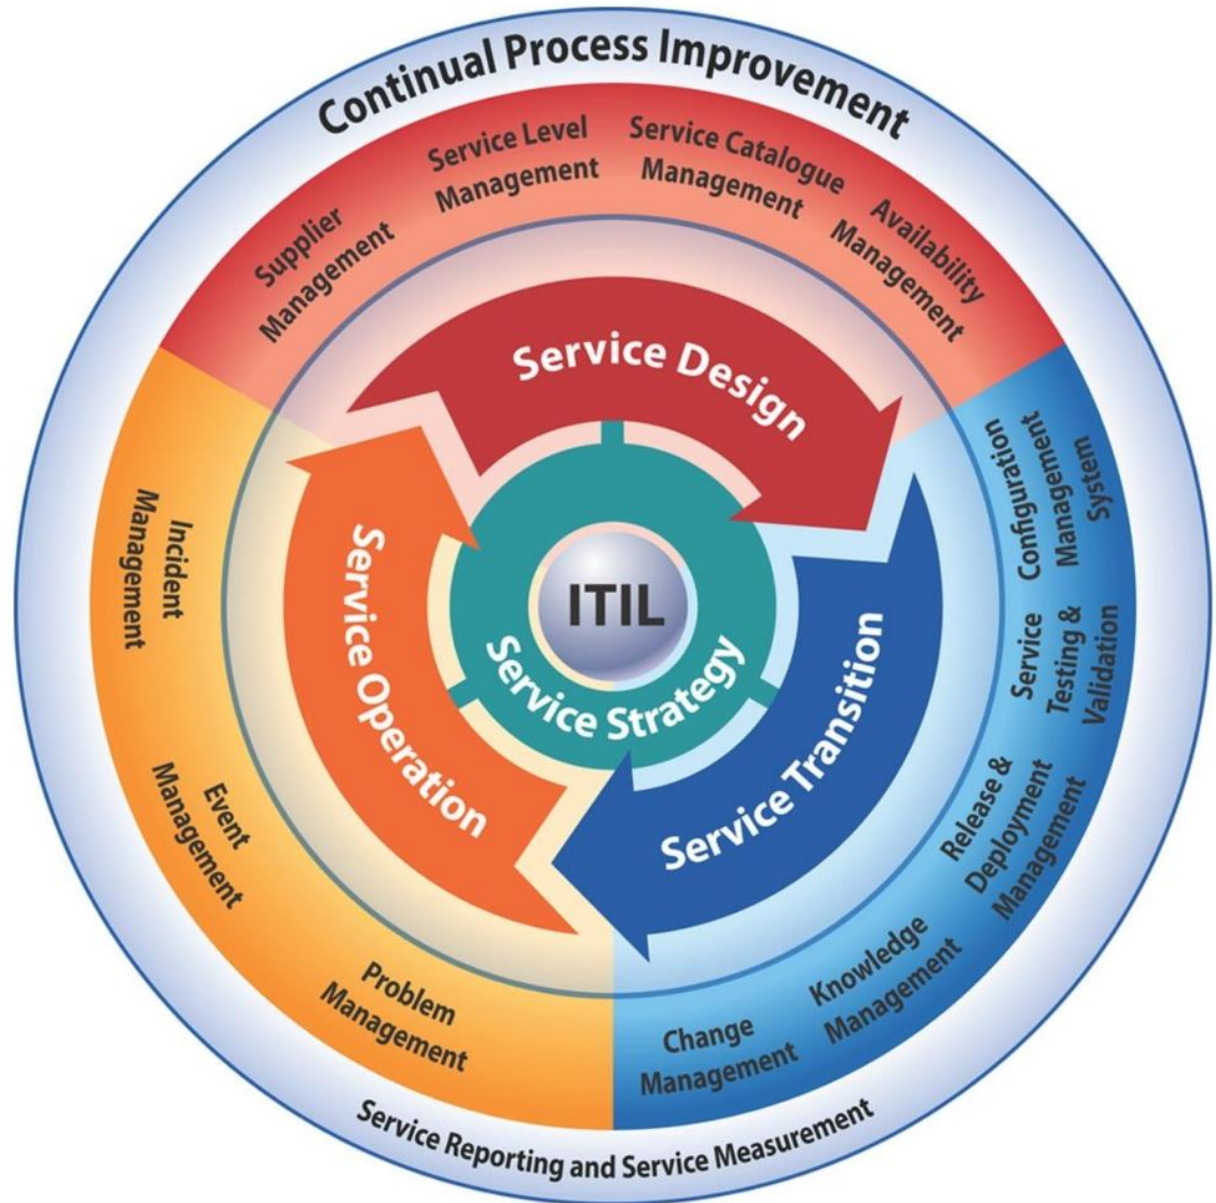 Continual Process Improvement
Supplier
Management
Service Level
Management
Service Catalogue
Management
Availability
Management
Configuration
Management
System
Service
Testing &
Validation
Release &
Deployment
Management
Knowledge
Management
Change
Management
Problem
Management
Event
Management
Incident
Management
Service Design
Service Transition
Service Operation
Service Strategy
ITIL
Service Reporting and Service Measurement